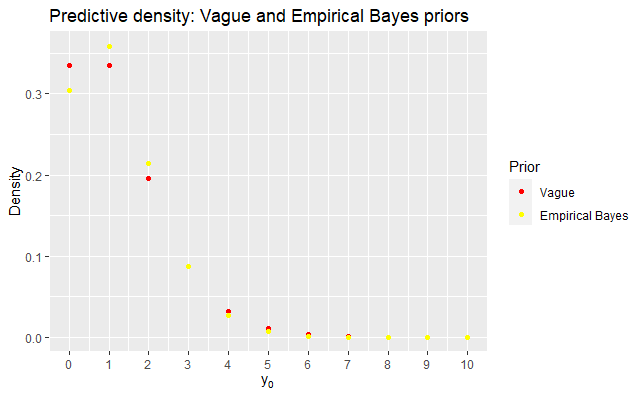 Predictive density: Vague and Empirical Bayes priors
Density
0.3
0.2
0.1
0.0
0 1 2 3 4 5 6 7 8 9 10
y₀
Prior
Vague
Empirical Bayes